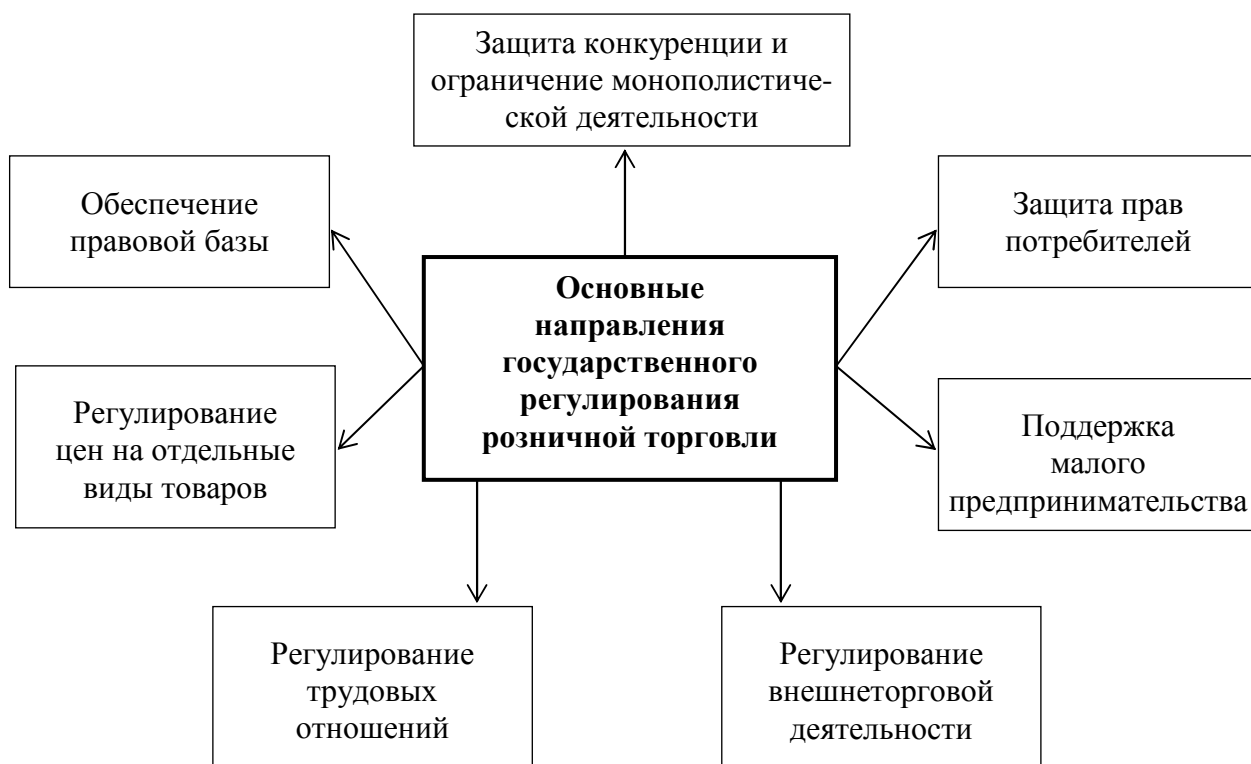 Защита конкуренции и
ограничение монополистиче-
ской деятельности
Обеспечение
правовой базы
Защита прав
потребителей
Основные
направления
государственного
регулирования
розничной торговли
Регулирование
цен на отдельные
виды товаров
Поддержка
малого
предпринимательства
Регулирование
трудовых
отношений
Регулирование
внешнеторговой
деятельности